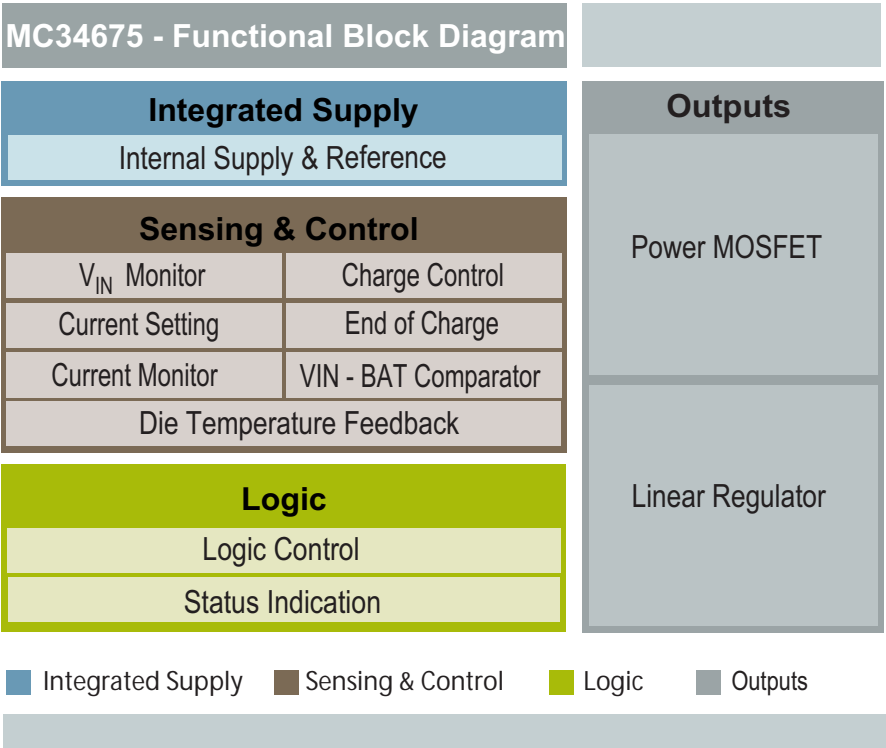 MC34675 - Functional Block Diagram
Integrated Supply
Internal Supply & Reference
Sensing & Control
VIN Monitor
Charge Control
Current Setting
End of Charge
Current Monitor
VIN - BAT Comparator
Die Temperature Feedback
Logic
Logic Control
Status Indication
Outputs
Power MOSFET
Linear Regulator
Integrated Supply
Sensing & Control
Logic
Outputs